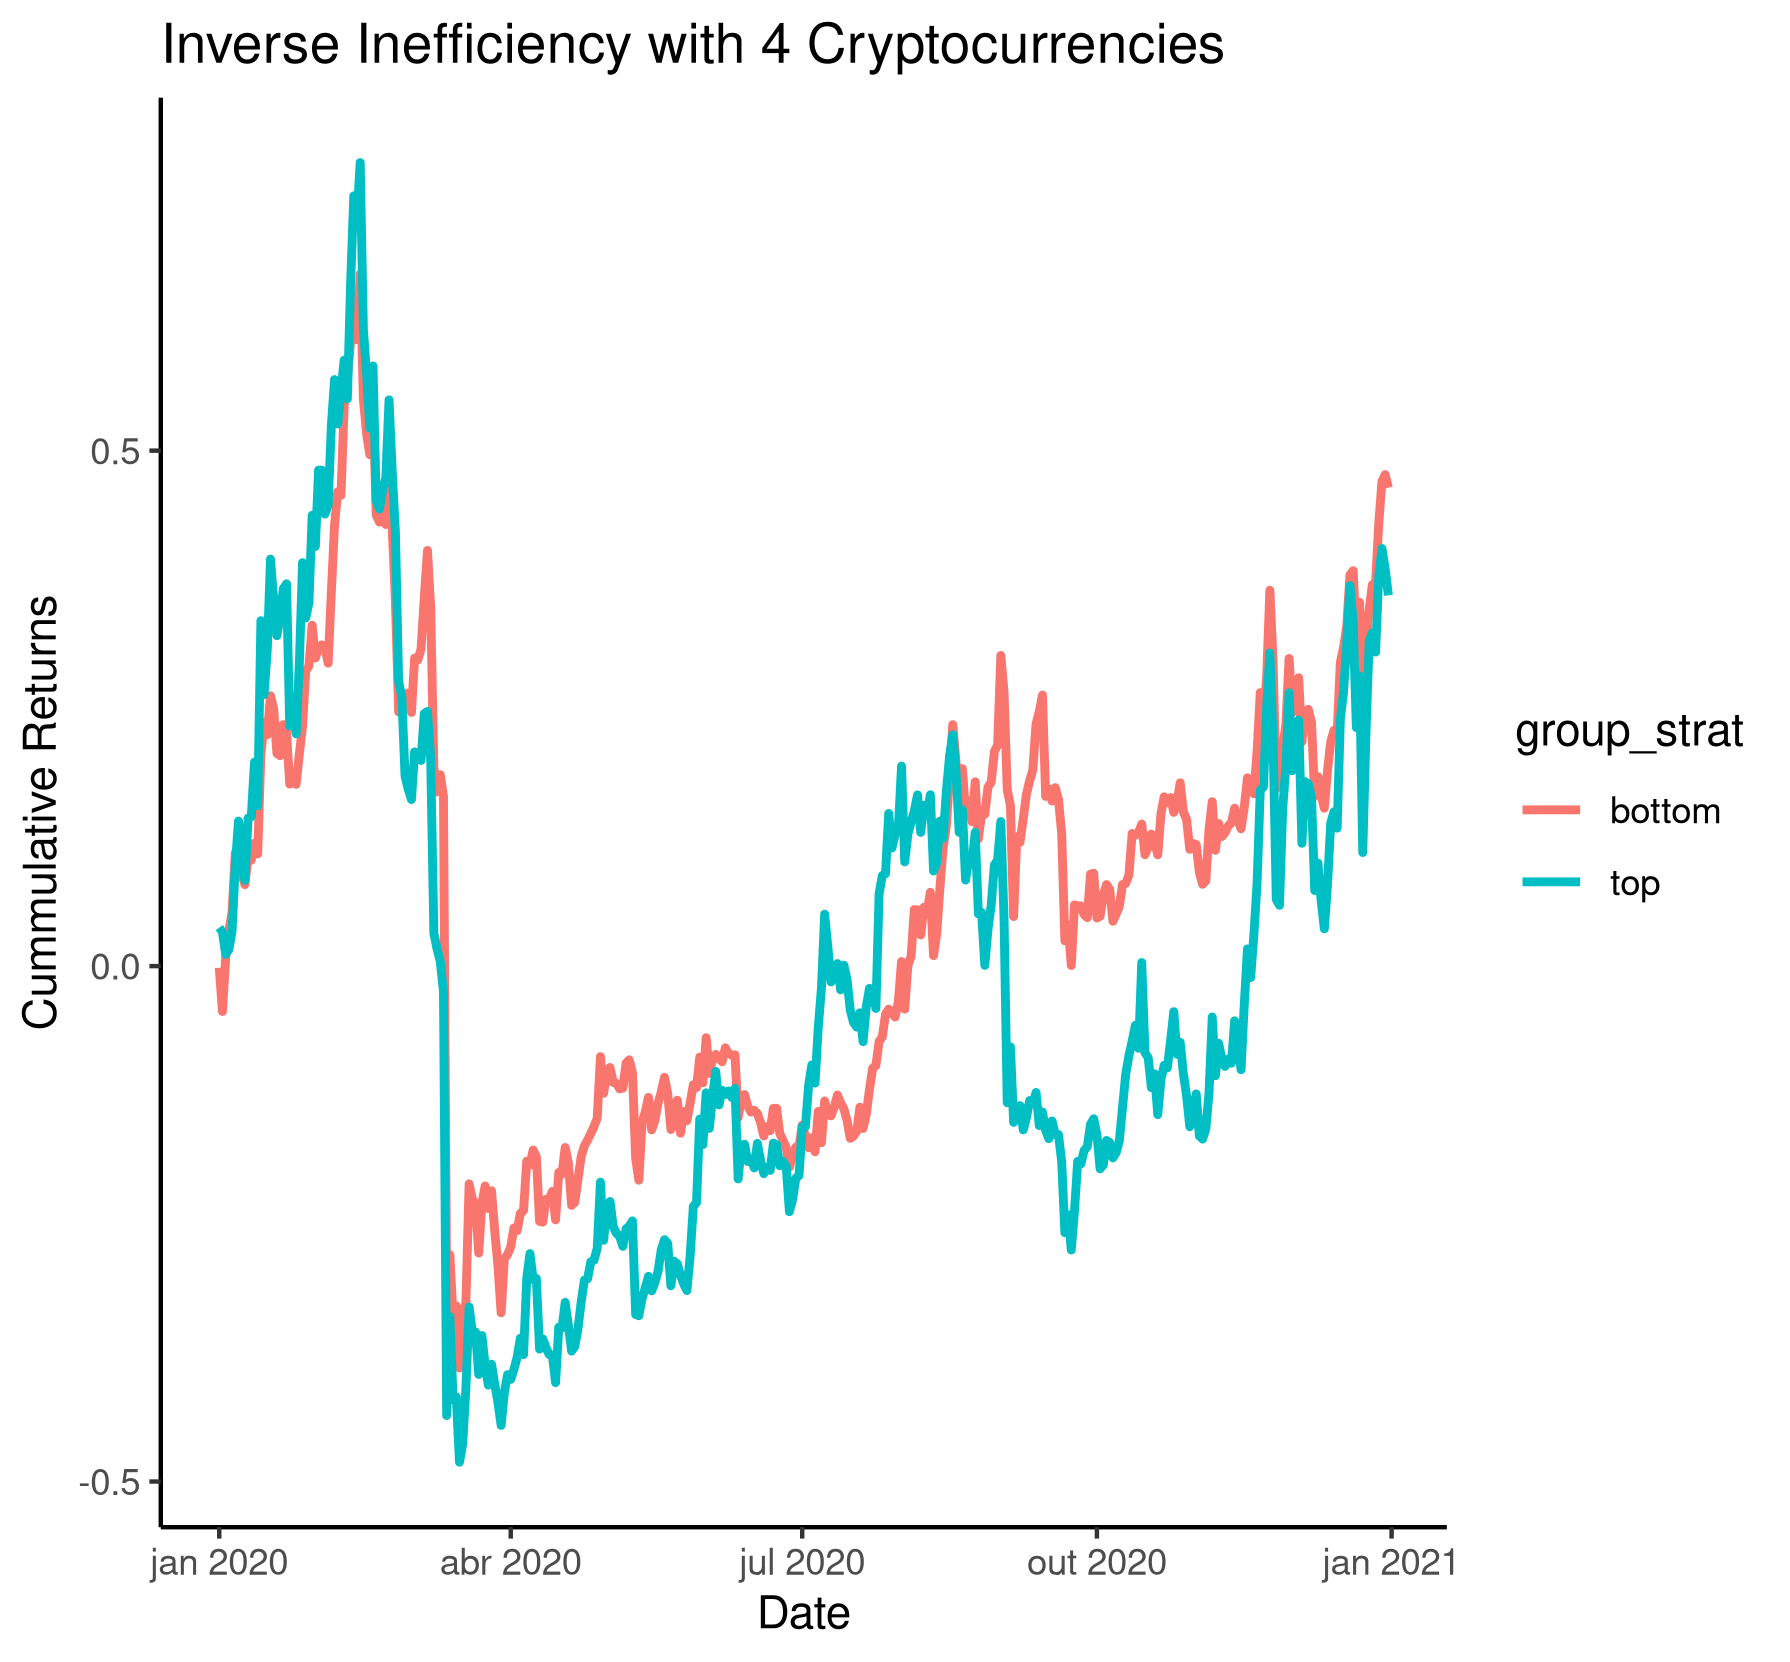 Inverse Inefficiency with 4 Cryptocurrencies
Cummulative Returns
0.5
0.0
-0.5
jan 2020
abr 2020
jul 2020
out 2020
jan 2021
Date
group_strat
bottom
top